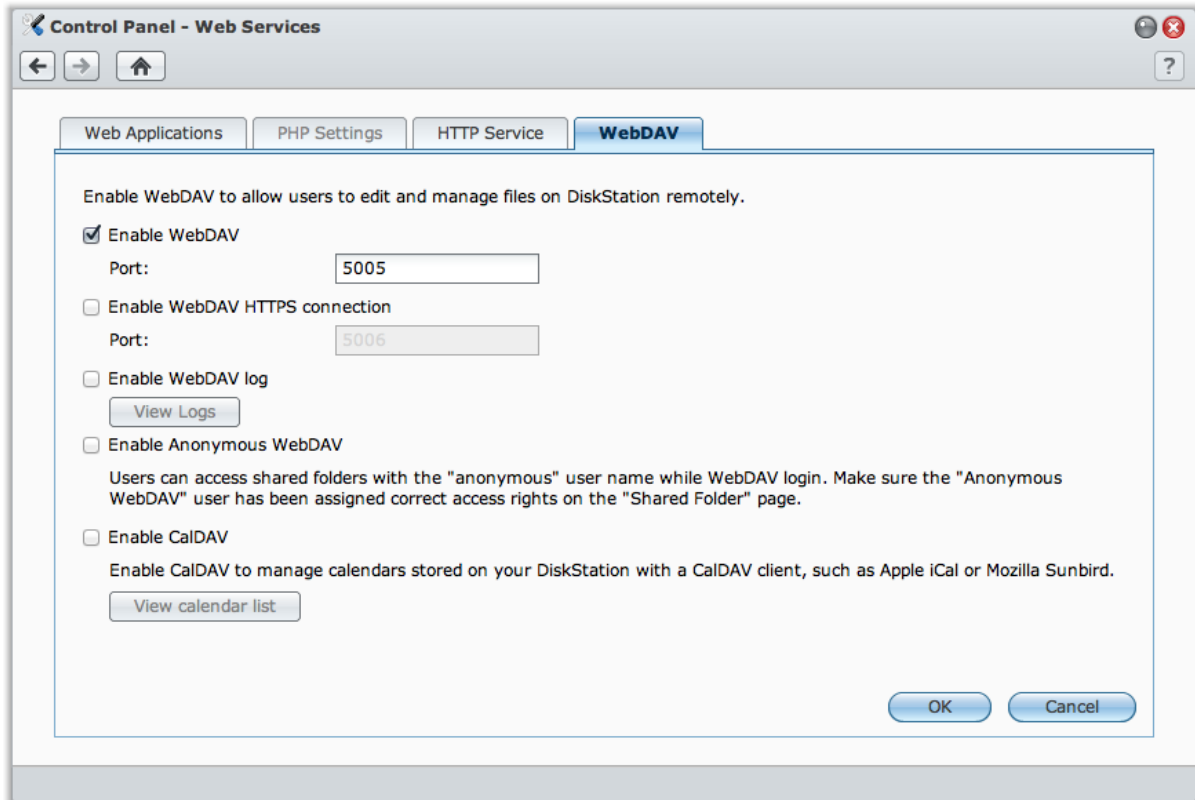 Control Panel - Web Services
?
Web Applications
PHP Settings
HTTP Service
WebDAV
Enable WebDAV to allow users to edit and manage files on DiskStation remotely.
Enable WebDAV
Port:
5005
Enable WebDAV HTTPS connection
Port:
5006
Enable WebDAV log
View Logs
Enable Anonymous WebDAV
Users can access shared folders with the "anonymous" user name while WebDAV login. Make sure the "Anonymous
WebDAV" user has been assigned correct access rights on the "Shared Folder" page.
Enable CalDAV
Enable CalDAV to manage calendars stored on your DiskStation with a CalDAV client, such as Apple iCal or Mozilla Sunbird.
View calendar list
OK
Cancel